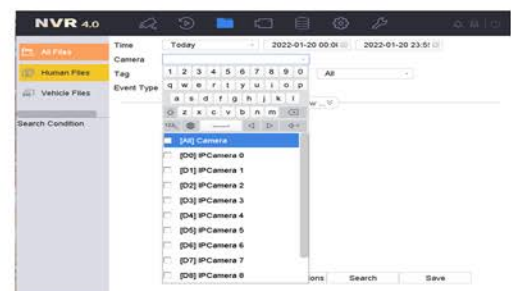 NVR 4.0
All Files
Human Files
Vehicle Files
Search Condition
Time Today 2022-01-20 00:0 2022-01-20 23:5
Camera
Tag All
Event Type
1 2 3 4 5 6 7 8 9 0
q w e r t y u i o p
a s d f g h j k l
z x c v b n m
[All] Camera
[D0] IPCamera 0
[D1] IPCamera 1
[D2] IPCamera 2
[D3] IPCamera 3
[D4] IPCamera 4
[D5] IPCamera 5
[D6] IPCamera 6
[D7] IPCamera 7
[D8] IPCamera 8
ons Search Save